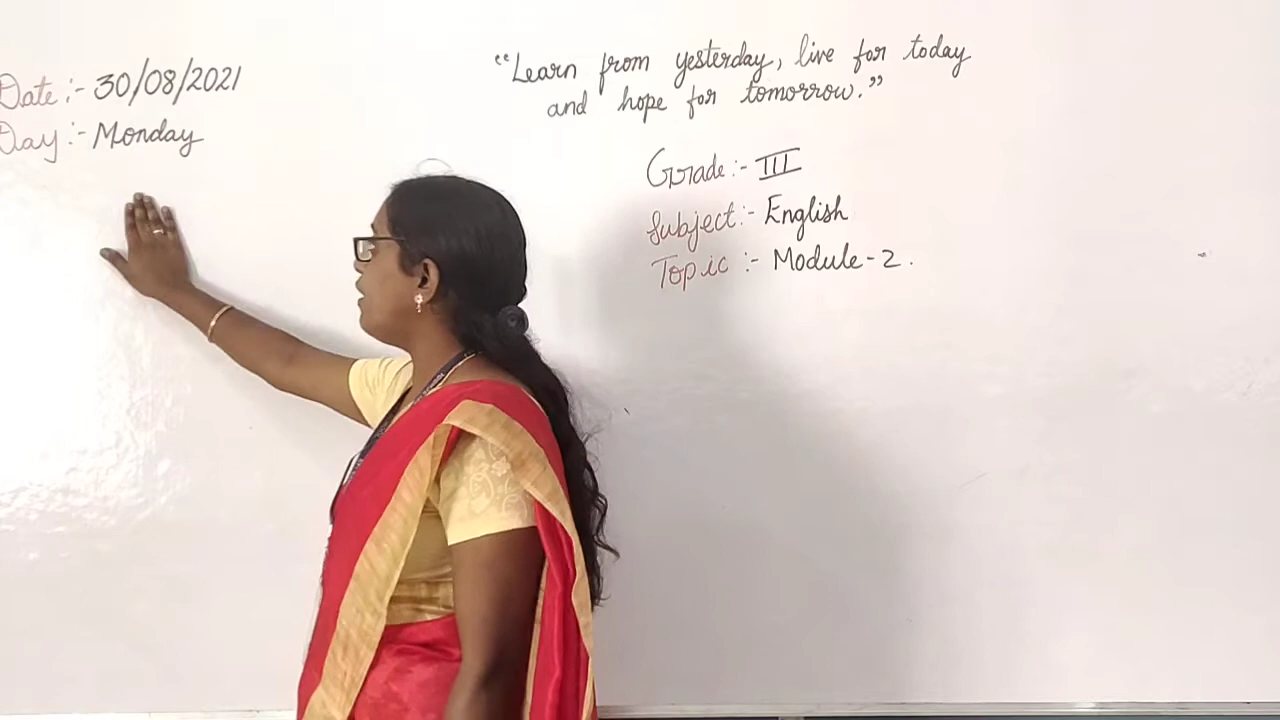 Date :- 30/08/2021
Day :- Monday
"Learn from yesterday, live for today
and hope for tomorrow."
Grade :- III
Subject :- English
Topic :- Module-2.